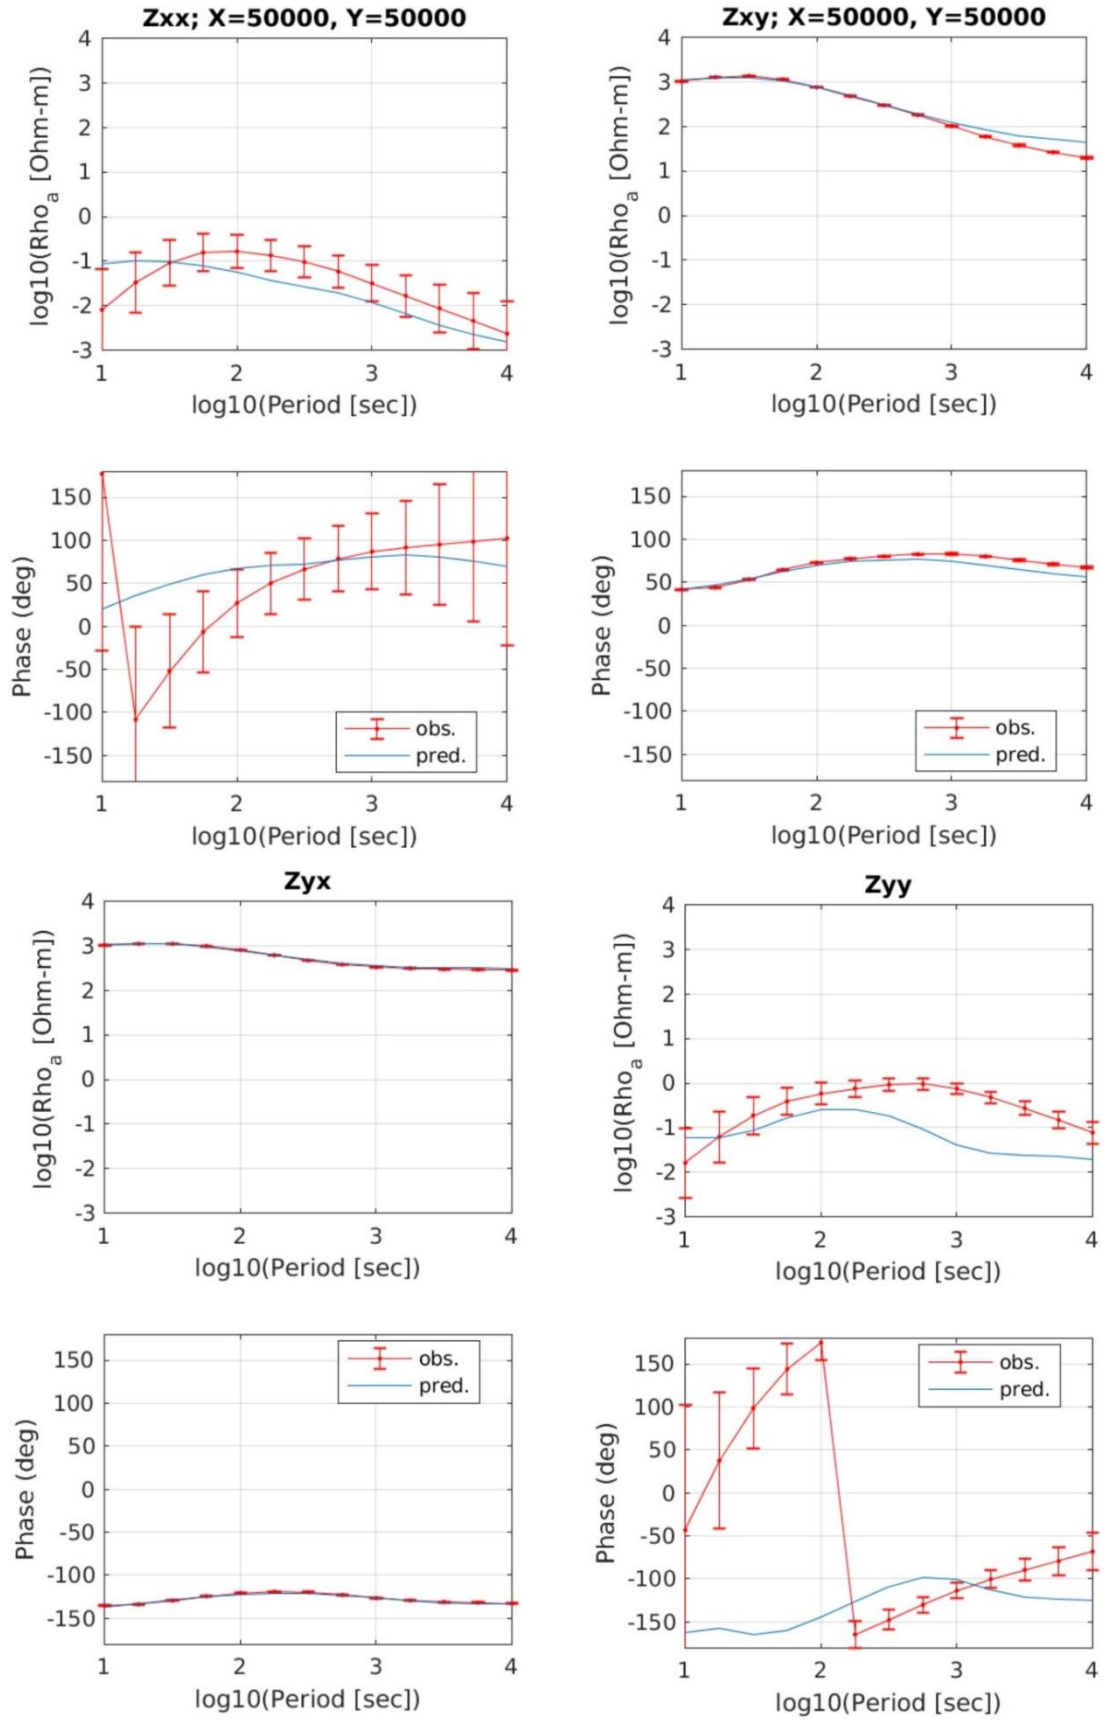 Zxx; X=50000, Y=50000
4
3
2
1
0
-1
-2
-3
log10(Rho_a [Ohm-m])
1 2 3 4
log10(Period [sec])
Zxy; X=50000, Y=50000
4
3
2
1
0
-1
-2
-3
log10(Rho_a [Ohm-m])
1 2 3 4
log10(Period [sec])
150
100
50
0
-50
-100
-150
Phase (deg)
obs.
pred.
1 2 3 4
log10(Period [sec])
150
100
50
0
-50
-100
-150
Phase (deg)
obs.
pred.
1 2 3 4
log10(Period [sec])
Zyx
4
3
2
1
0
-1
-2
-3
log10(Rho_a [Ohm-m])
1 2 3 4
log10(Period [sec])
Zyy
4
3
2
1
0
-1
-2
-3
log10(Rho_a [Ohm-m])
1 2 3 4
log10(Period [sec])
150
100
50
0
-50
-100
-150
Phase (deg)
obs.
pred.
1 2 3 4
log10(Period [sec])
150
100
50
0
-50
-100
-150
Phase (deg)
obs.
pred.
1 2 3 4
log10(Period [sec])